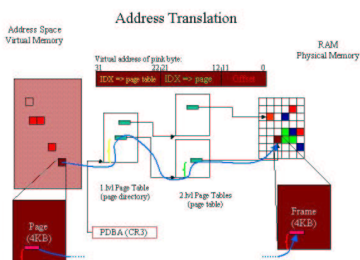 Address Translation
Address Space
Virtual Memory
RAM
Physical Memory
Virtual address of pink byte:
31 22|21 12|11 0
IDX => page table IDX => page Offset
1.lvl Page Table
(page directory)
2.lvl Page Tables
(page table)
PDBA (CR3)
Page
(4KB)
Frame
(4KB)